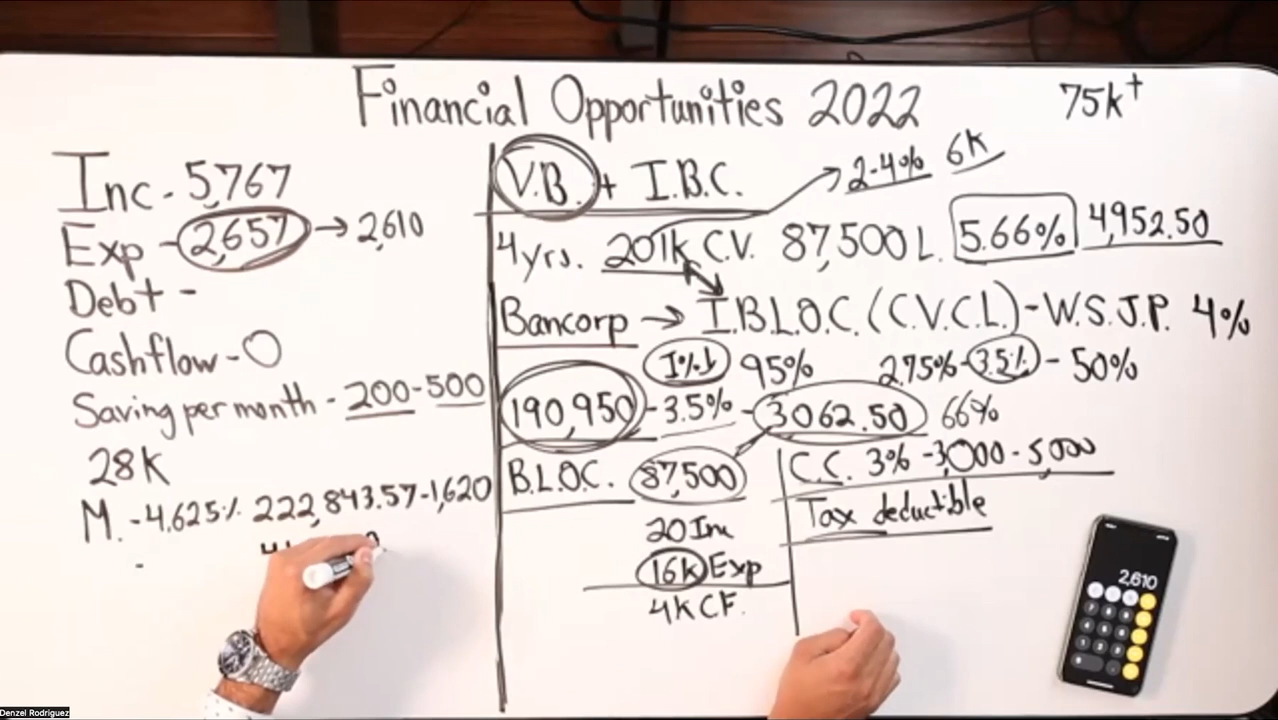 Financial Opportunities 2022
75k+
Inc - 5,767
Exp - 2,657 → 2,610
Debt -
Cashflow - 0
Saving per month - 200-500
28K
M. - 4.625% 222,843.57-1,620
V.B. + I.B.C.
2-4% 6K
4yrs. 201k C.V. 87,500 L. 5.66% 4,952.50
Bancorp → I.B.L.O.C. (C.V.C.L.) - W.S.J.P. 4%
1%↓ 95% 2.75% - 3.5% - 50%
190,950 - 3.5% - 3062.50 66%
B.L.O.C. 87,500
20 Inc
16k Exp
4K CF.
C.C. 3% - 3,000 - 5,000
Tax deductible
2,610
Denzel Rodriguez